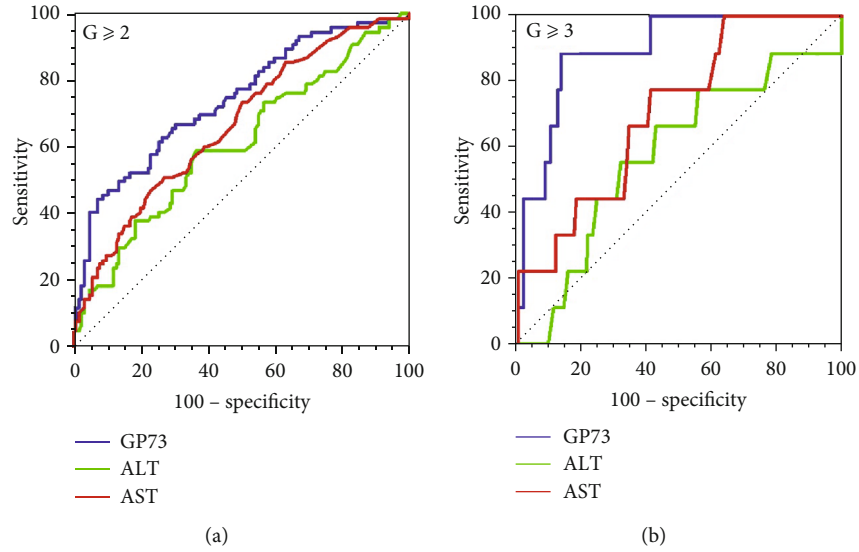 G ⩾ 2
Sensitivity
100
80
60
40
20
0
0 20 40 60 80 100
100 – specificity
GP73
ALT
AST
(a)
G ⩾ 3
Sensitivity
100
80
60
40
20
0
0 20 40 60 80 100
100 – specificity
GP73
ALT
AST
(b)